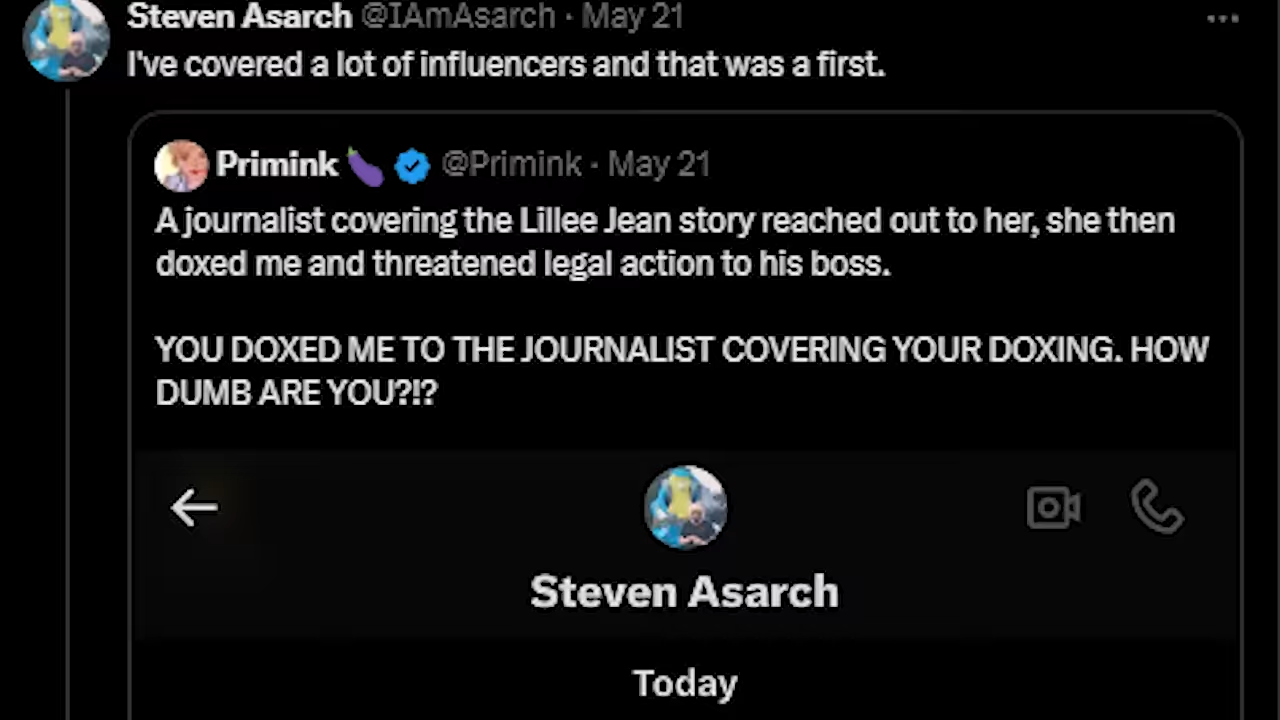 Steven Asarch @IAmAsarch · May 21
I've covered a lot of influencers and that was a first.
Primink 🍆 @Primink · May 21
A journalist covering the Lillee Jean story reached out to her, she then
doxed me and threatened legal action to his boss.
YOU DOXED ME TO THE JOURNALIST COVERING YOUR DOXING. HOW
DUMB ARE YOU?!?
Steven Asarch
Today